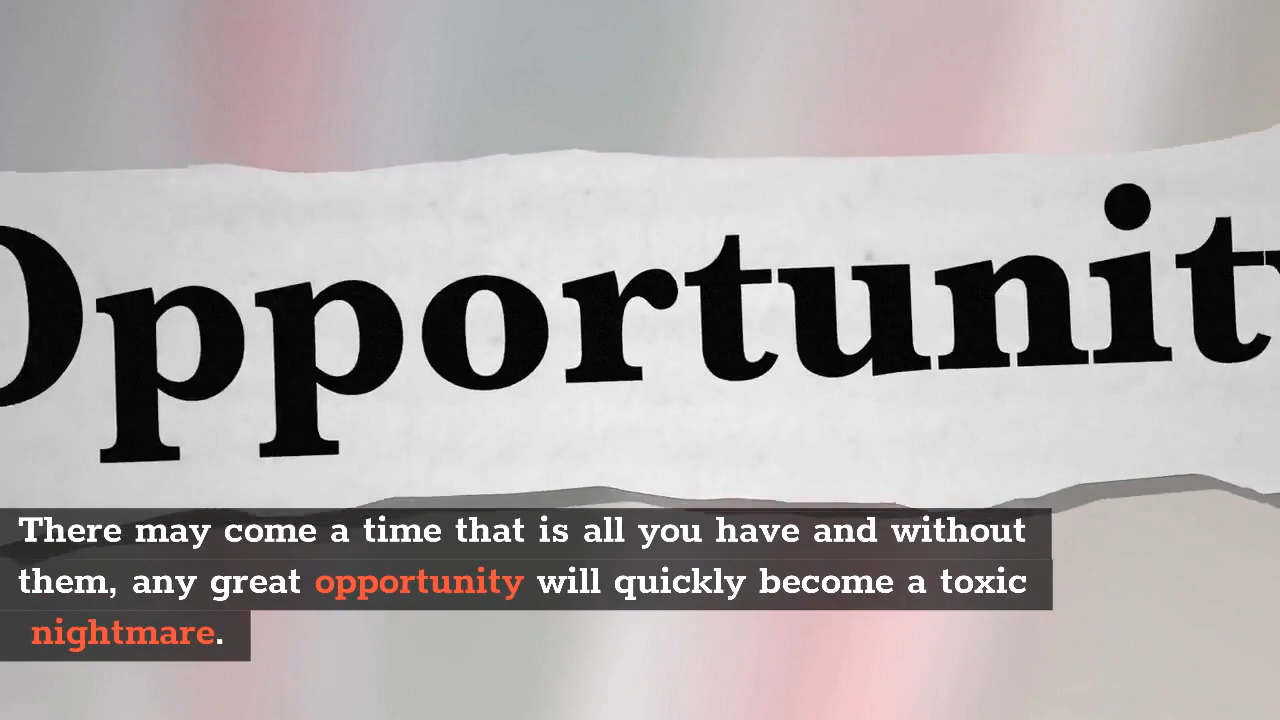 Opportunity
There may come a time that is all you have and without
them, any great opportunity will quickly become a toxic
nightmare.